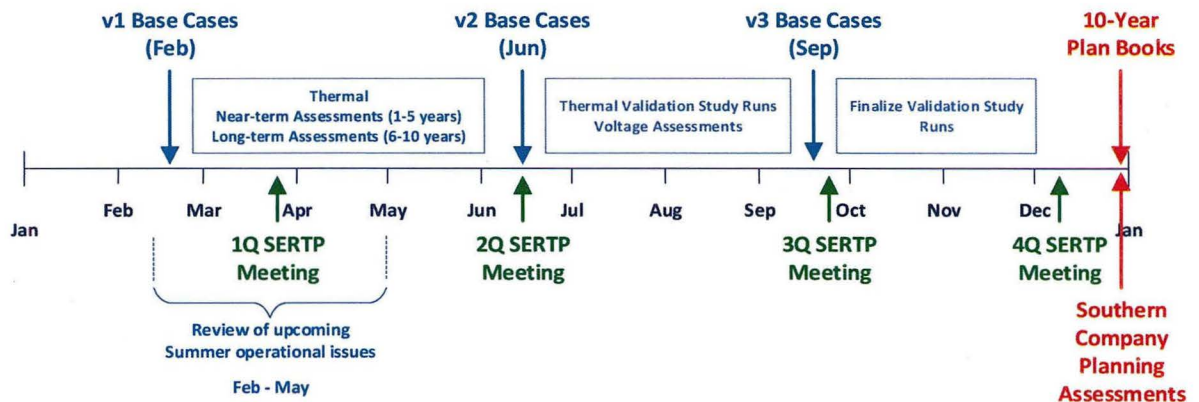 v1 Base Cases
(Feb)
v2 Base Cases
(Jun)
v3 Base Cases
(Sep)
10-Year
Plan Books
Thermal
Near-term Assessments (1-5 years)
Long-term Assessments (6-10 years)
Thermal Validation Study Runs
Voltage Assessments
Finalize Validation Study
Runs
Jan
Feb
Mar
Apr
May
Jun
Jul
Aug
Sep
Oct
Nov
Dec
Jan
1Q SERTP
Meeting
2Q SERTP
Meeting
3Q SERTP
Meeting
4Q SERTP
Meeting
Review of upcoming
Summer operational issues
Feb - May
Southern
Company
Planning
Assessments